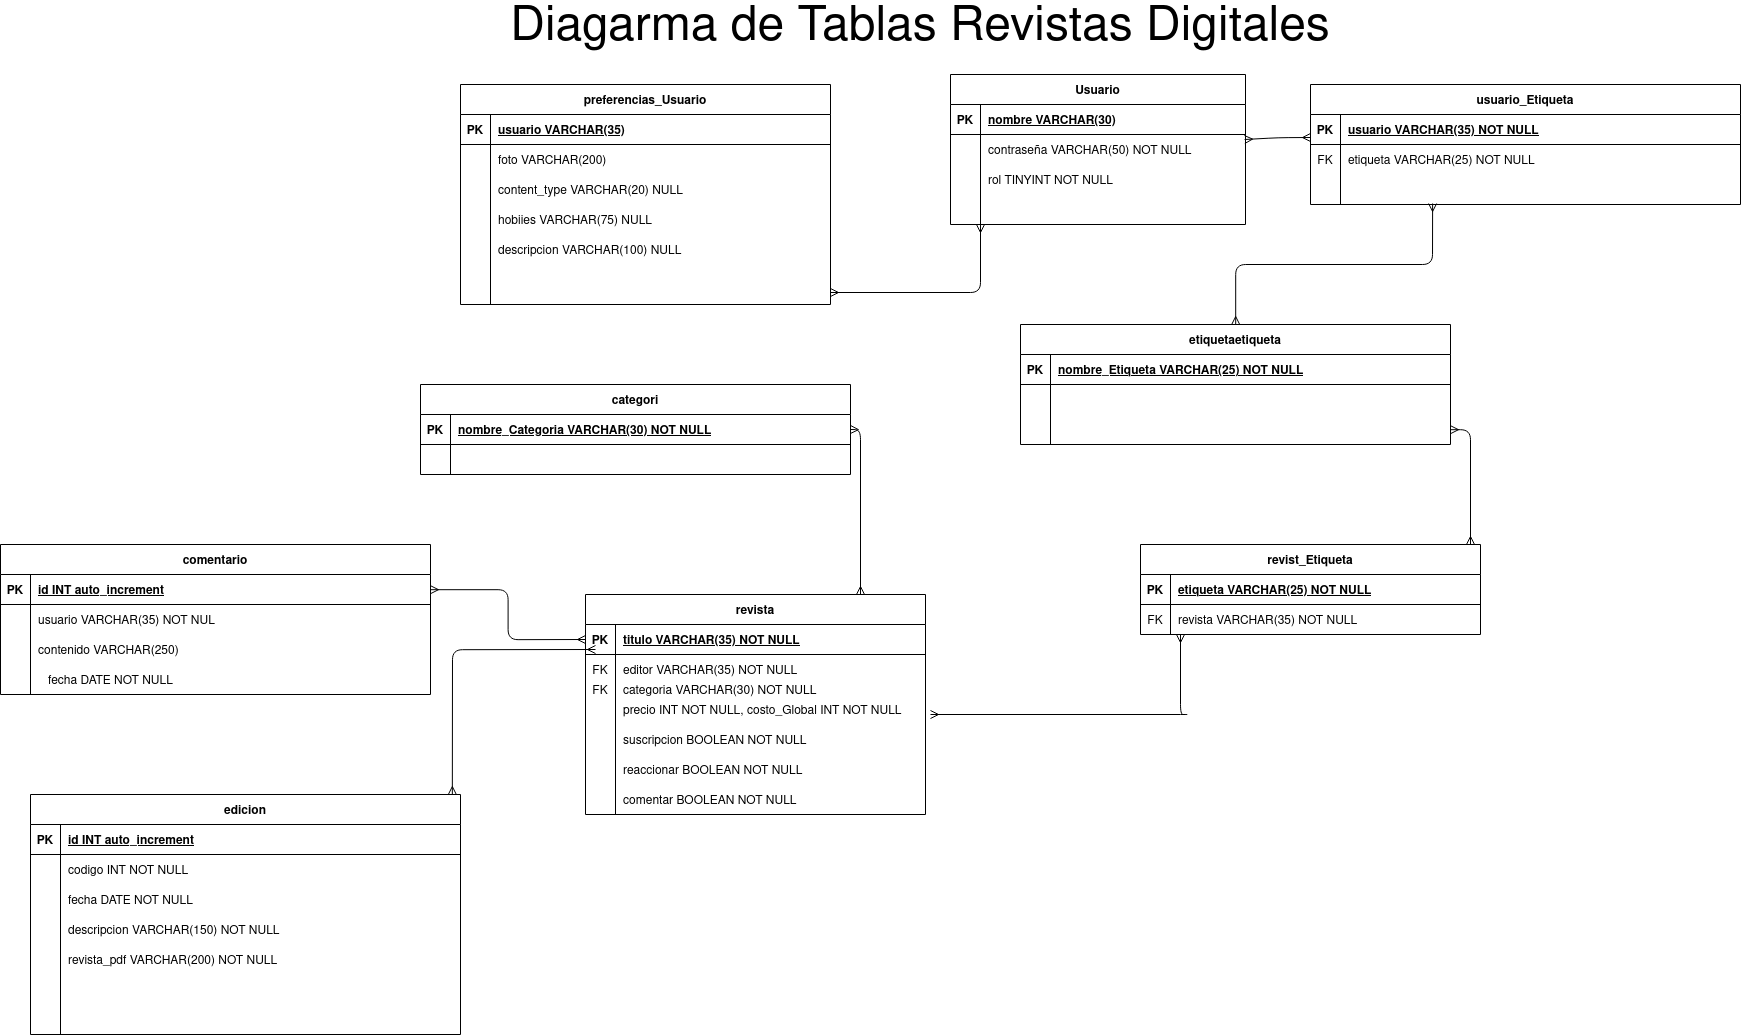 Diagarma de Tablas Revistas Digitales
preferencias_Usuario
PK usuario VARCHAR(35)
foto VARCHAR(200)
content_type VARCHAR(20) NULL
hobiies VARCHAR(75) NULL
descripcion VARCHAR(100) NULL
Usuario
PK nombre VARCHAR(30)
contraseña VARCHAR(50) NOT NULL
rol TINYINT NOT NULL
usuario_Etiqueta
PK usuario VARCHAR(35) NOT NULL
FK etiqueta VARCHAR(25) NOT NULL
etiquetaetiqueta
PK nombre_Etiqueta VARCHAR(25) NOT NULL
categori
PK nombre_Categoria VARCHAR(30) NOT NULL
comentario
PK id INT auto_increment
usuario VARCHAR(35) NOT NUL
contenido VARCHAR(250)
fecha DATE NOT NULL
revista
PK titulo VARCHAR(35) NOT NULL
FK editor VARCHAR(35) NOT NULL
FK categoria VARCHAR(30) NOT NULL
precio INT NOT NULL, costo_Global INT NOT NULL
suscripcion BOOLEAN NOT NULL
reaccionar BOOLEAN NOT NULL
comentar BOOLEAN NOT NULL
revist_Etiqueta
PK etiqueta VARCHAR(25) NOT NULL
FK revista VARCHAR(35) NOT NULL
edicion
PK id INT auto_increment
codigo INT NOT NULL
fecha DATE NOT NULL
descripcion VARCHAR(150) NOT NULL
revista_pdf VARCHAR(200) NOT NULL